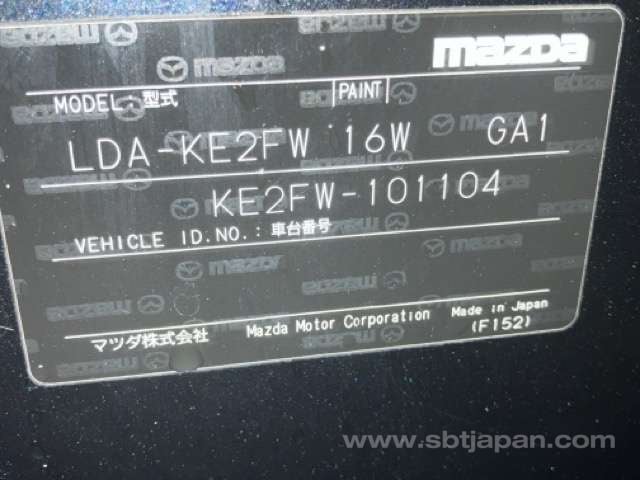 mazda
MODEL: 型式 PAINT
LDA-KE2FW 16W GA1
KE2FW-101104
VEHICLE ID.NO.: 車台番号
マツダ株式会社 Mazda Motor Corporation Made in Japan
(F152)
www.sbtjapan.com